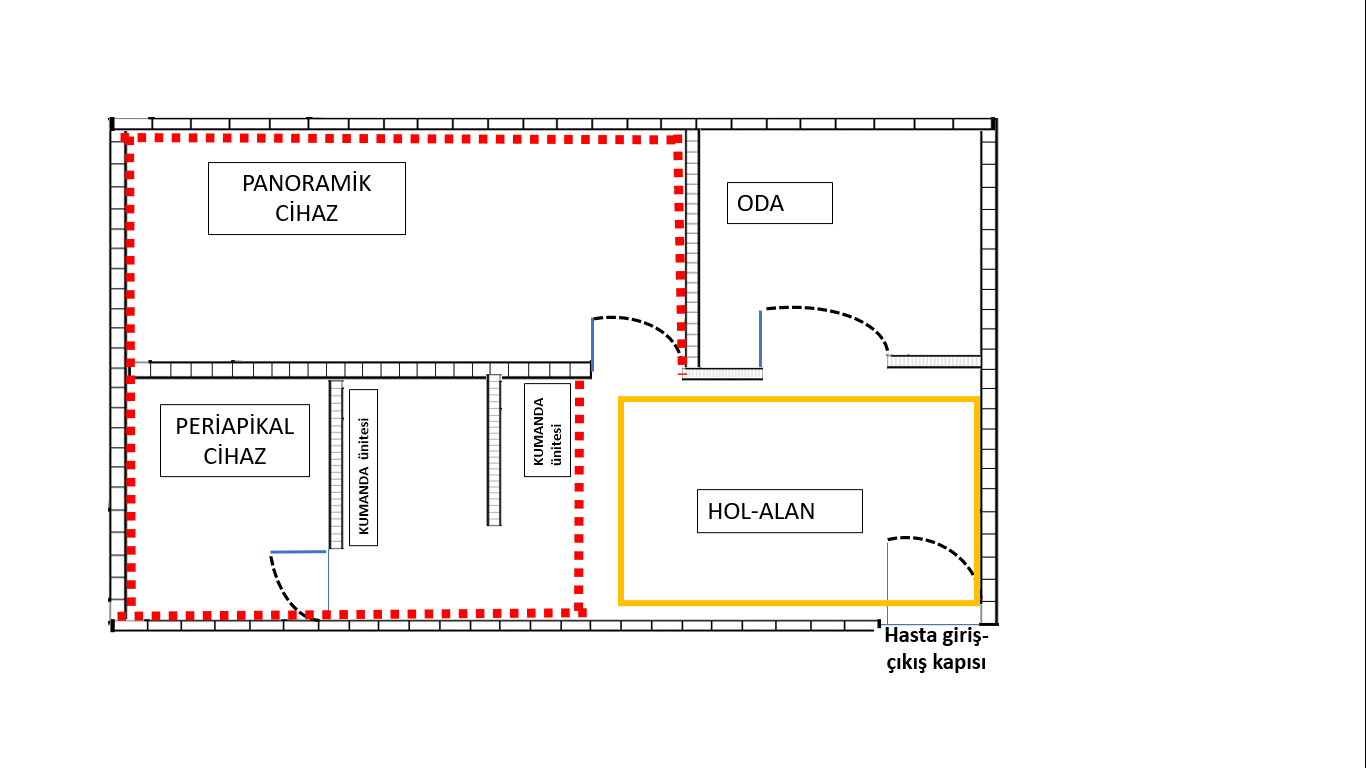 PANORAMİK
CİHAZ
ODA
PERİAPİKAL
CİHAZ
KUMANDA ünitesi
KUMANDA
ünitesi
HOL-ALAN
Hasta giriş-
çıkış kapısı